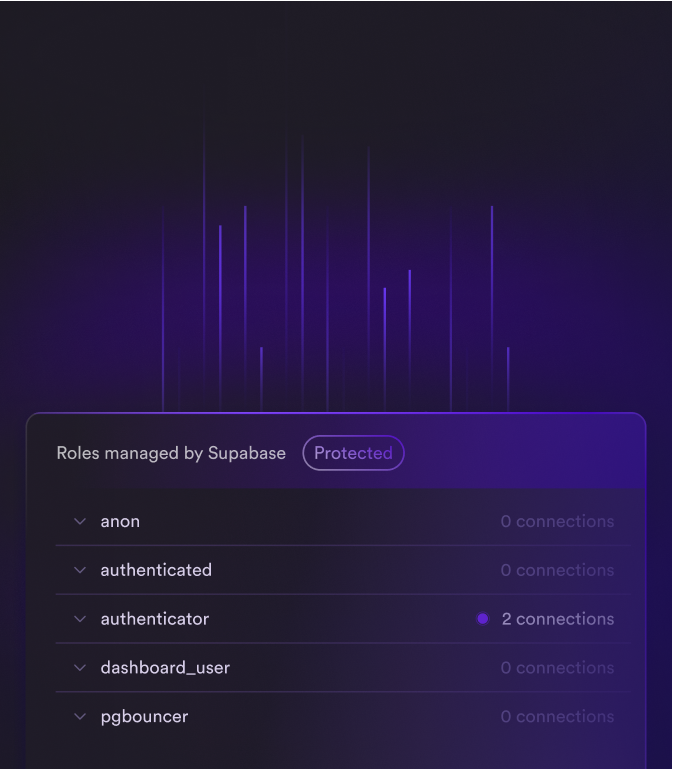 Roles managed by Supabase Protected
anon 0 connections
authenticated 0 connections
authenticator 2 connections
dashboard_user 0 connections
pgbouncer 0 connections